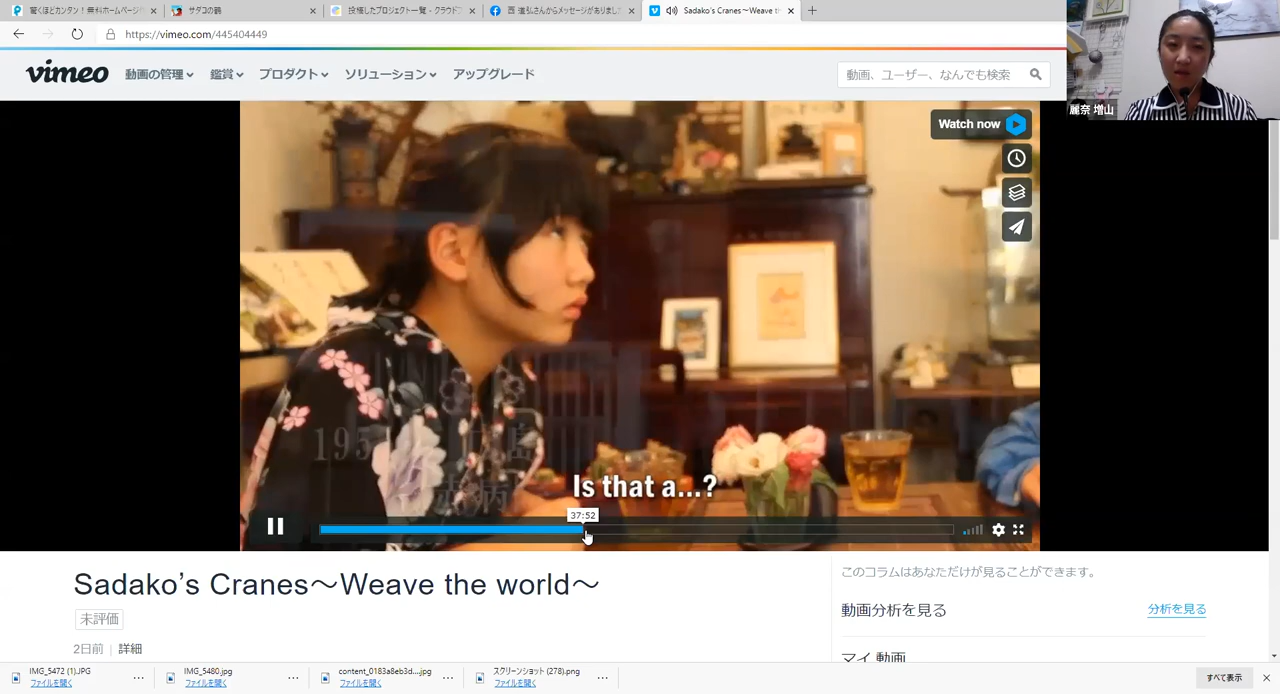 驚くほどカンタン！無料ホームページ
サダコの鶴
投稿したプロジェクト一覧 - クラウドフ
西 道弘さんからメッセージがありました
Sadako's Cranes～Weave th
https://vimeo.com/445404449
vimeo
動画の管理
鑑賞
プロダクト
ソリューション
アップグレード
動画、ユーザー、なんでも検索
麗奈 増山
Watch now
Is that a...?
37:52
Sadako's Cranes～Weave the world～
未評価
2日前 | 詳細
このコラムはあなただけが見ることができます。
動画分析を見る
分析を見る
マイ 動画
IMG_5472 (1).JPG
ファイルを開く
IMG_5480.jpg
ファイルを開く
content_0183a8eb3d....jpg
ファイルを開く
スクリーンショット (278).png
ファイルを開く
すべて表示